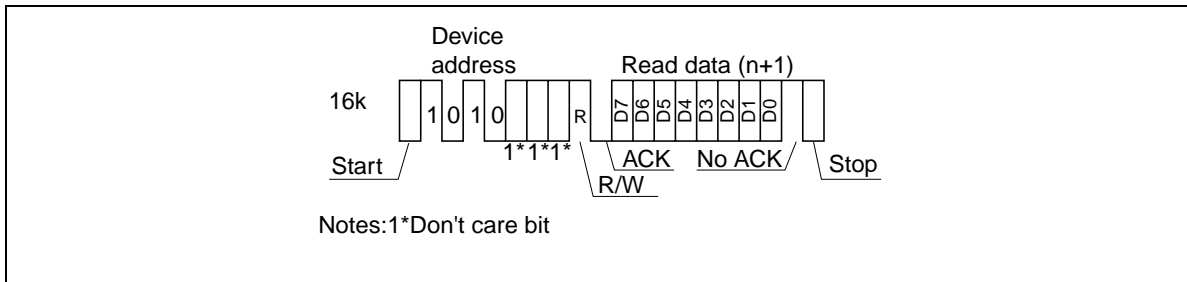 Device
address
Read data (n+1)
16k
1 0 1 0
R
D7 D6 D5 D4 D3 D2 D1 D0
1* 1* 1*
Start
ACK
No ACK
Stop
R/W
Notes:1*Don't care bit